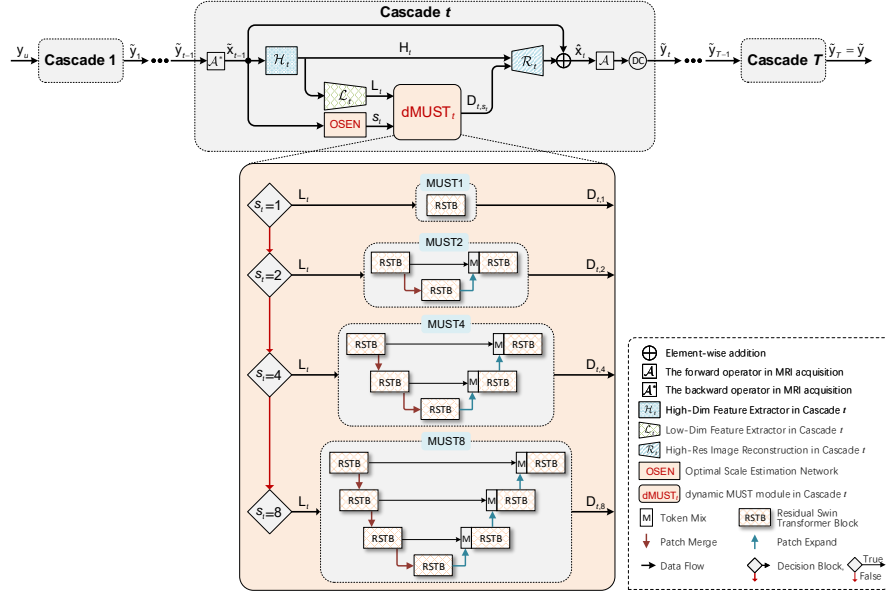 Cascade t
y_u Cascade 1 ỹ_1 ỹ_{t-1} 𝒜* x̃_{t-1} ℋ_t H_t ℛ_t x̂_t 𝒜 DC ỹ_t ỹ_{T-1} Cascade T ỹ_T = ỹ
ℒ_t L_t dMUST_t D_{t,s_t}
OSEN s_t
MUST1
s_t=1 L_t RSTB D_{t,1}
MUST2
s_t=2 L_t RSTB M RSTB D_{t,2}
RSTB
MUST4
RSTB M RSTB
s_t=4 L_t RSTB M RSTB D_{t,4}
RSTB
MUST8
RSTB M RSTB
RSTB M RSTB
s_t=8 L_t D_{t,8}
RSTB M RSTB
RSTB
Element-wise addition
𝒜 The forward operator in MRI acquisition
𝒜* The backward operator in MRI acquisition
ℋ_t High-Dim Feature Extractor in Cascade t
ℒ_t Low-Dim Feature Extractor in Cascade t
ℛ_t High-Res Image Reconstruction in Cascade t
OSEN Optimal Scale Estimation Network
dMUST_t dynamic MUST module in Cascade t
M Token Mix RSTB Residual Swin
Transformer Block
Patch Merge Patch Expand
Data Flow Decision Block, True
False